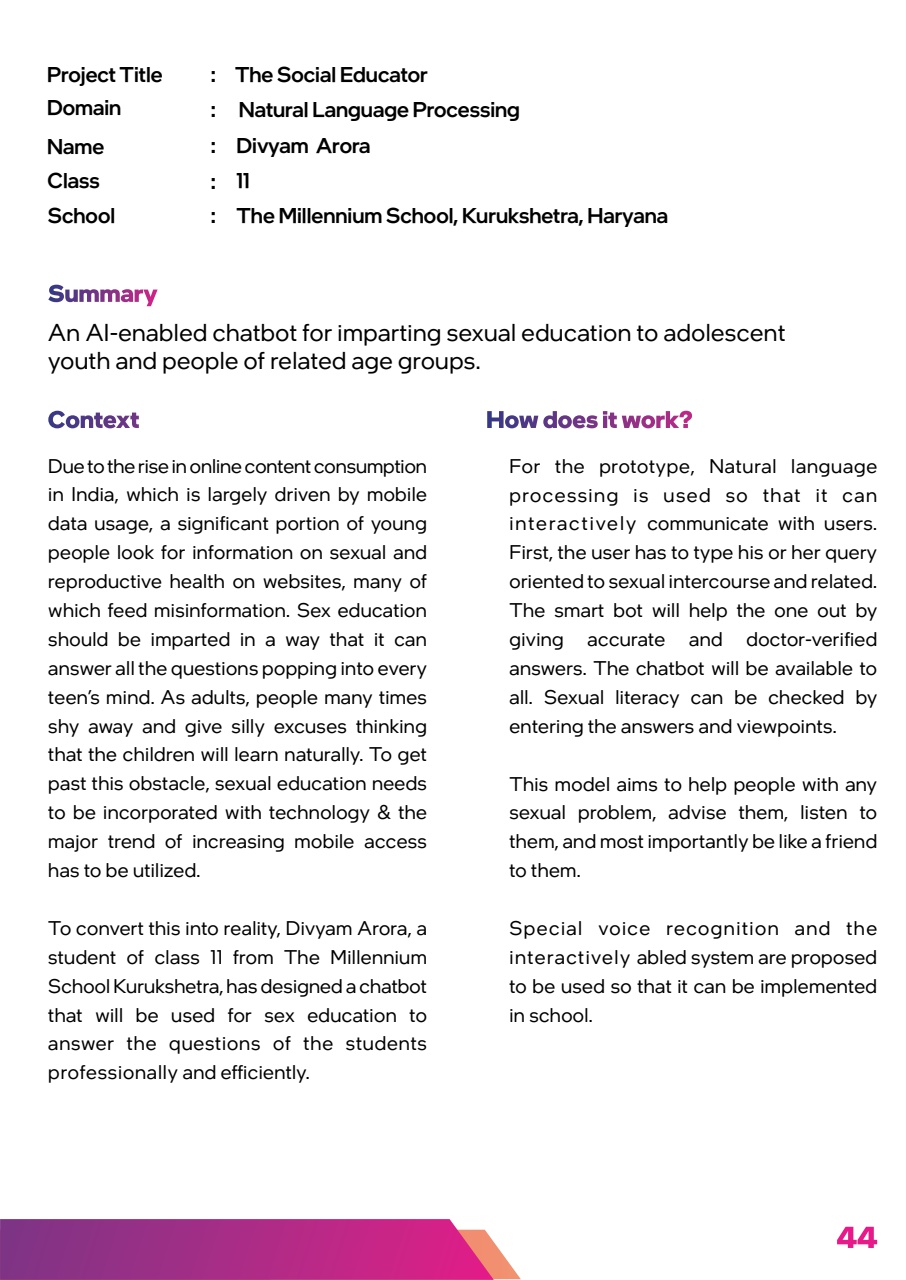 Project Title : The Social Educator
Domain : Natural Language Processing
Name : Divyam Arora
Class : 11
School : The Millennium School, Kurukshetra, Haryana
Summary
An AI-enabled chatbot for imparting sexual education to adolescent
youth and people of related age groups.
Context
Due to the rise in online content consumption
in India, which is largely driven by mobile
data usage, a significant portion of young
people look for information on sexual and
reproductive health on websites, many of
which feed misinformation. Sex education
should be imparted in a way that it can
answer all the questions popping into every
teen's mind. As adults, people many times
shy away and give silly excuses thinking
that the children will learn naturally. To get
past this obstacle, sexual education needs
to be incorporated with technology & the
major trend of increasing mobile access
has to be utilized.
To convert this into reality, Divyam Arora, a
student of class 11 from The Millennium
School Kurukshetra, has designed a chatbot
that will be used for sex education to
answer the questions of the students
professionally and efficiently.
How does it work?
For the prototype, Natural language
processing is used so that it can
interactively communicate with users.
First, the user has to type his or her query
oriented to sexual intercourse and related.
The smart bot will help the one out by
giving accurate and doctor-verified
answers. The chatbot will be available to
all. Sexual literacy can be checked by
entering the answers and viewpoints.
This model aims to help people with any
sexual problem, advise them, listen to
them, and most importantly be like a friend
to them.
Special voice recognition and the
interactively abled system are proposed
to be used so that it can be implemented
in school.
44